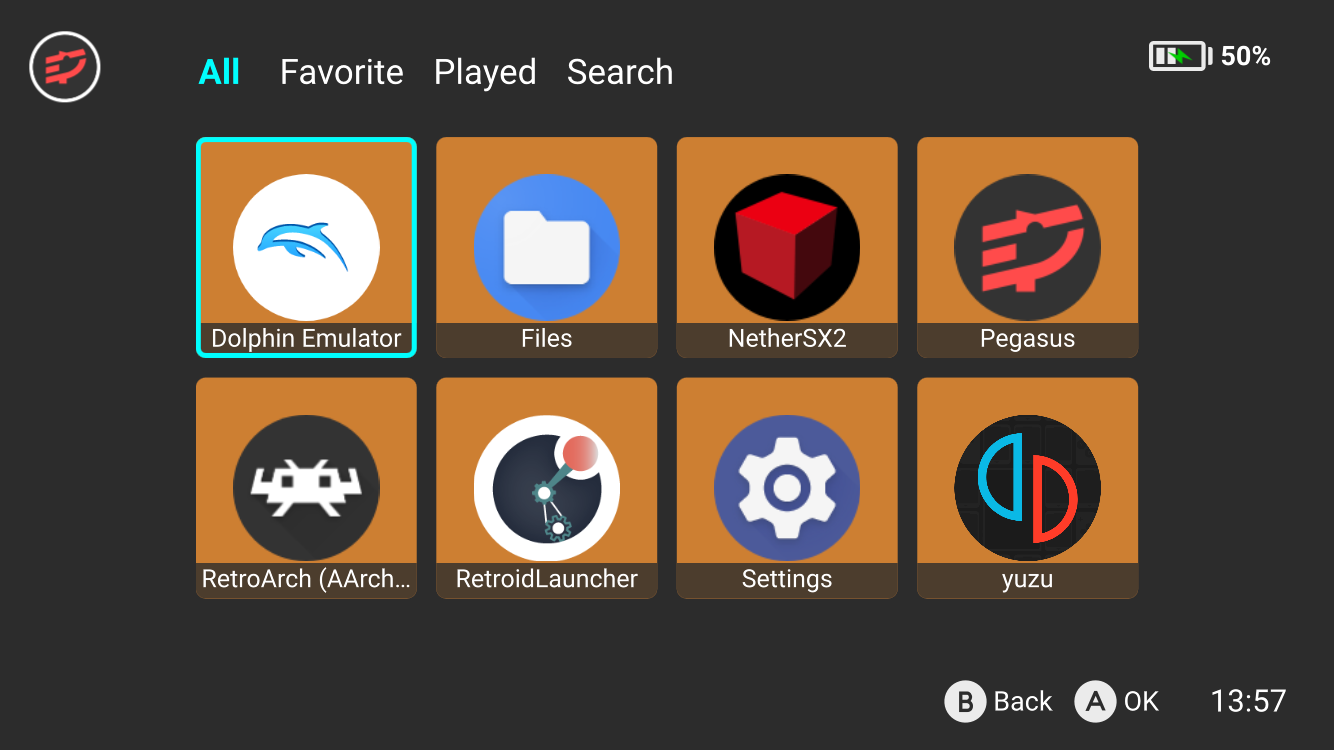 All Favorite Played Search
50%
Dolphin Emulator
Files
NetherSX2
Pegasus
RetroArch (AArch...
RetroidLauncher
Settings
yuzu
B Back A OK 13:57